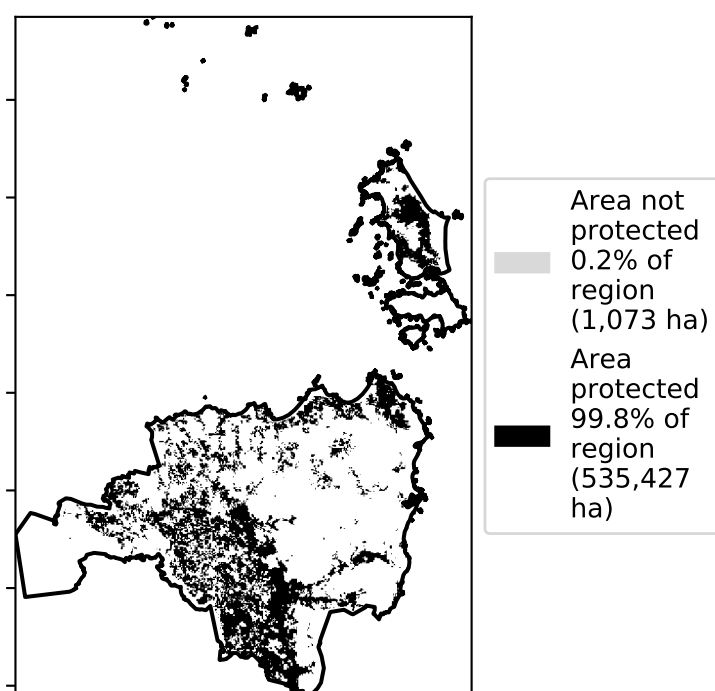 Area not
protected
0.2% of
region
(1,073 ha)
Area
protected
99.8% of
region
(535,427
ha)